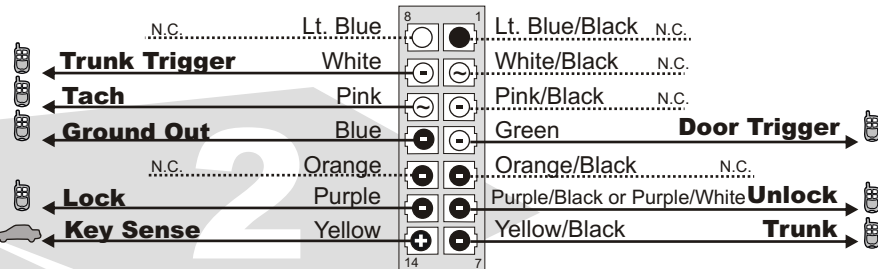 8 1
N.C. Lt. Blue Lt. Blue/Black N.C.
Trunk Trigger White White/Black N.C.
Tach Pink Pink/Black N.C.
Ground Out Blue Green Door Trigger
N.C. Orange Orange/Black N.C.
Lock Purple Purple/Black or Purple/White Unlock
Key Sense Yellow Yellow/Black Trunk
14 7
2